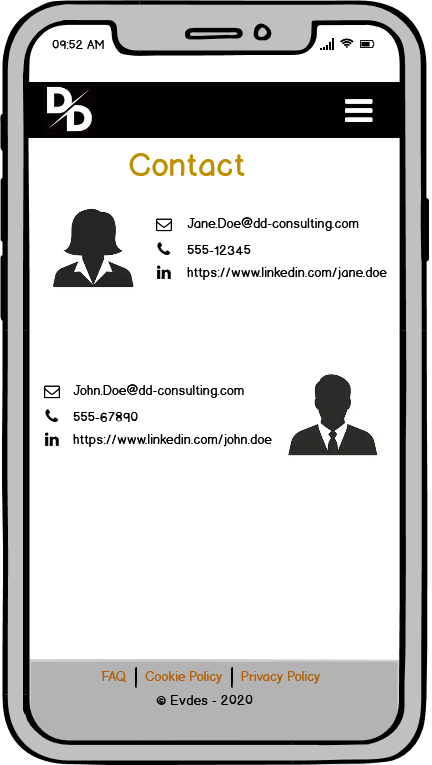 09:52 AM
DD
Contact
Jane.Doe@dd-consulting.com
555-12345
in https://www.linkedin.com/jane.doe
John.Doe@dd-consulting.com
555-67890
in https://www.linkedin.com/john.doe
FAQ | Cookie Policy | Privacy Policy
© Evdes - 2020